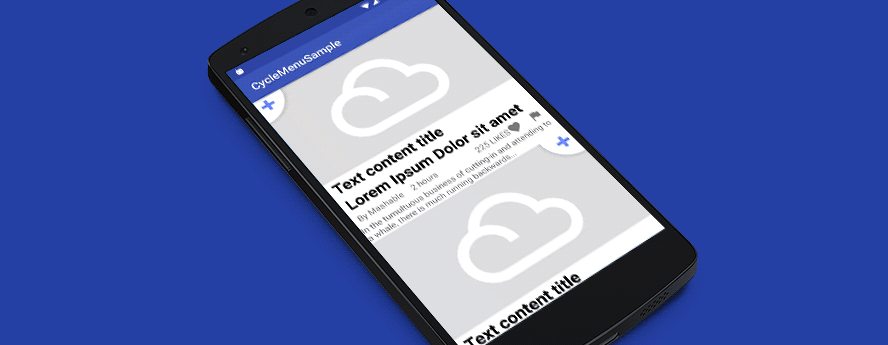 CycleMenuSample
Text content title
Lorem Ipsum Dolor sit amet
By Mashable 2 hours 225 LIKES
In the tumultuous business of cutting-in and attending to
a whale, there is much running backwards...
Text content title